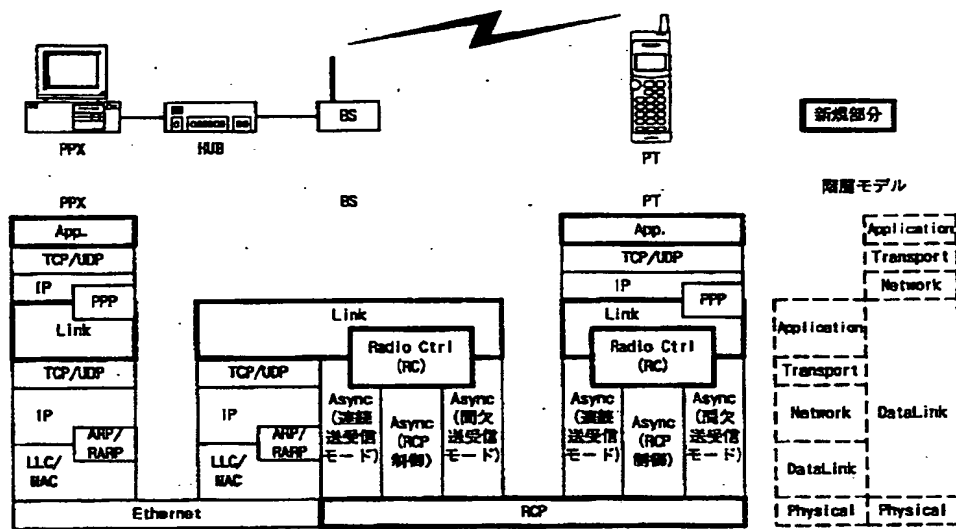 BS
新規部分
PPX
HUB
PT
階層モデル
PPX
BS
PT
App.
App.
Application
TCP/UDP
TCP/UDP
Transport
IP
IP
Network
PPP
PPP
Link
Link
Link
Application
Radio Ctrl
(RC)
Radio Ctrl
(RC)
TCP/UDP
TCP/UDP
Transport
IP
IP
Async
(連続
送受信
モード)
Async
(RCP
制御)
Async
(間欠
送受信
モード)
Async
(連続
送受信
モード)
Async
(RCP
制御)
Async
(間欠
送受信
モード)
Network
DataLink
ARP/
RARP
ARP/
RARP
LLC/
MAC
LLC/
MAC
DataLink
Ethernet
RCP
Physical
Physical